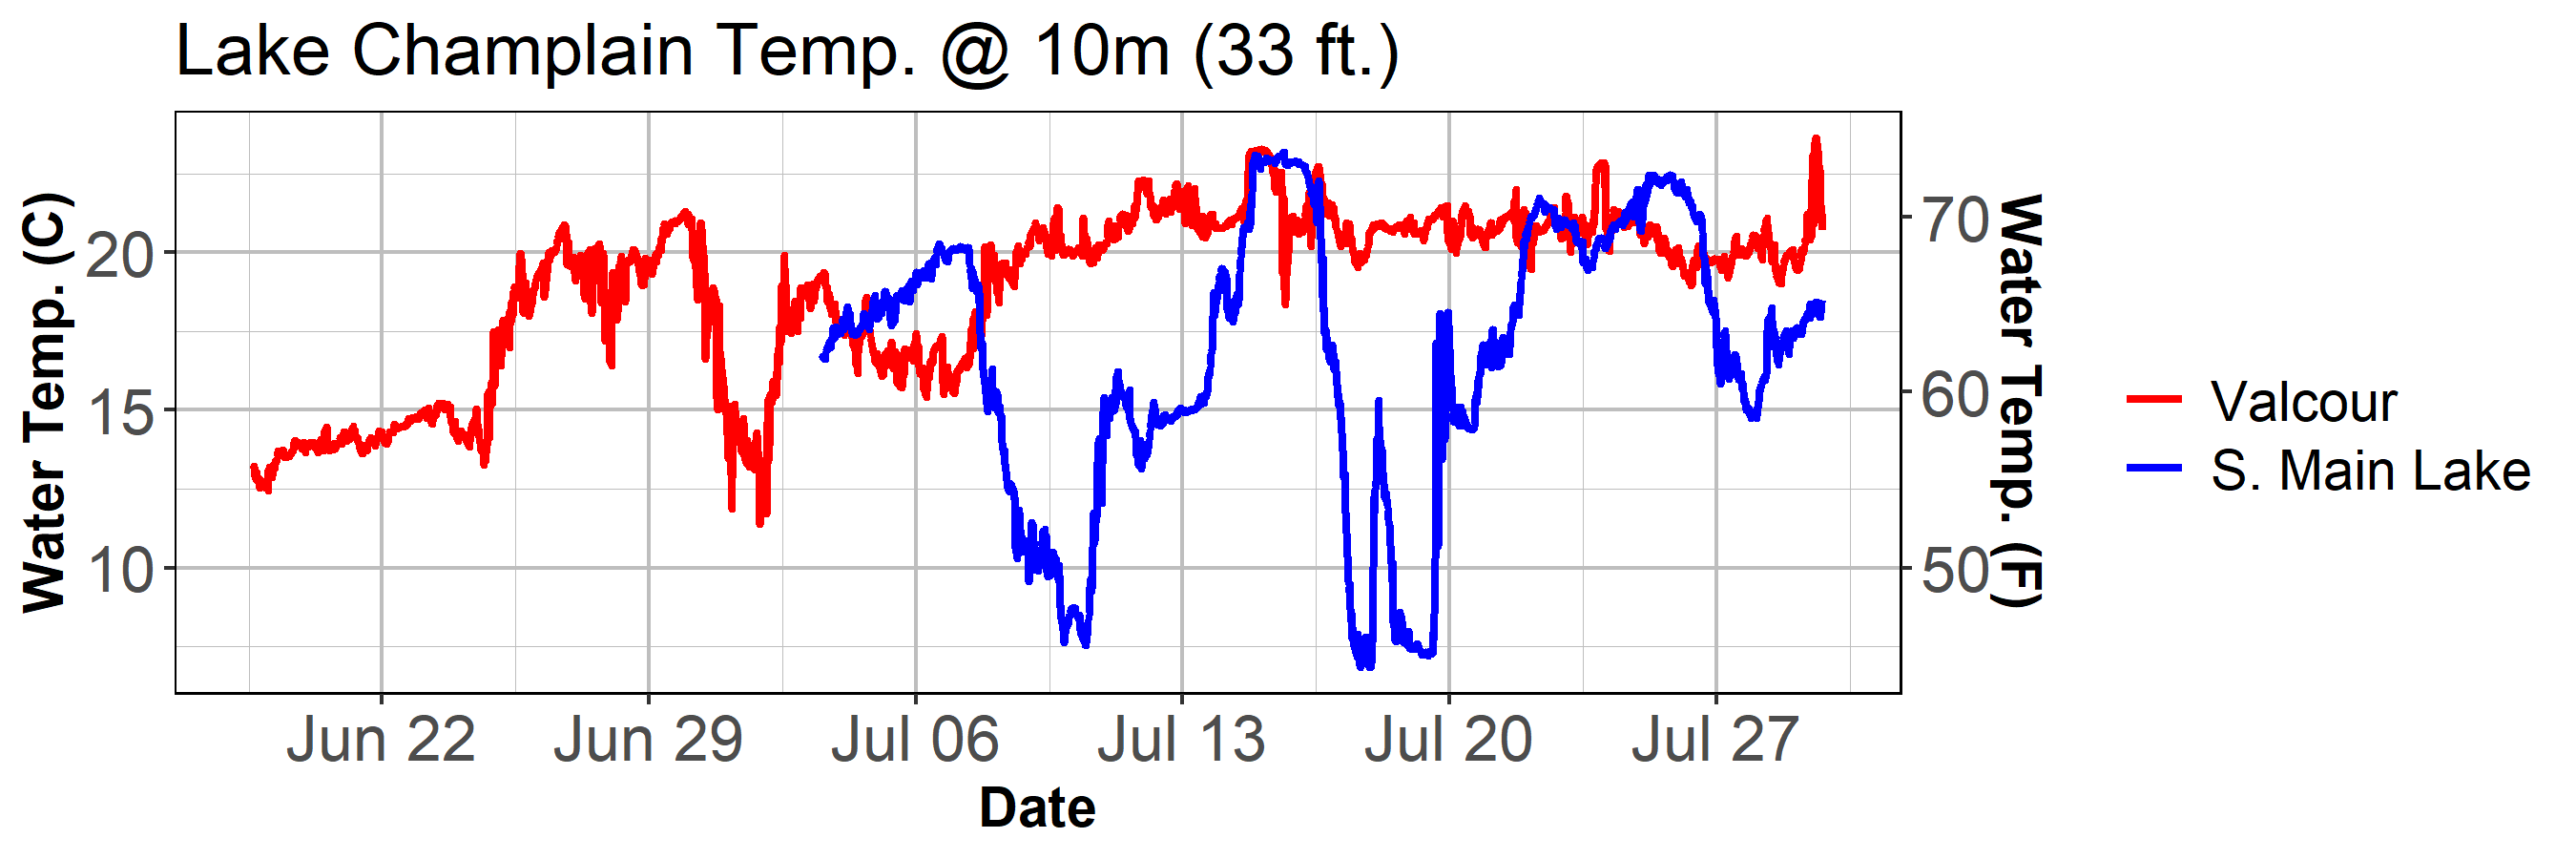 Lake Champlain Temp. @ 10m (33 ft.)
Water Temp. (C)
20
15
10
70
60
50
Water Temp. (F)
Valcour
S. Main Lake
Jun 22
Jun 29
Jul 06
Jul 13
Jul 20
Jul 27
Date